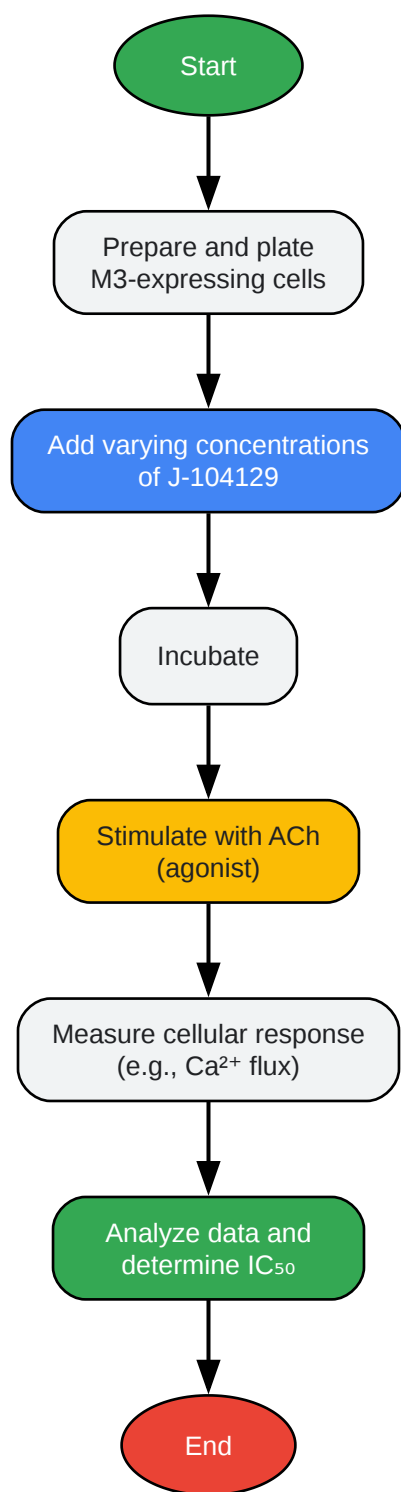 Start
Prepare and plate
M3-expressing cells
Add varying concentrations
of J-104129
Incubate
Stimulate with ACh
(agonist)
Measure cellular response
(e.g., Ca²⁺ flux)
Analyze data and
determine IC₅₀
End